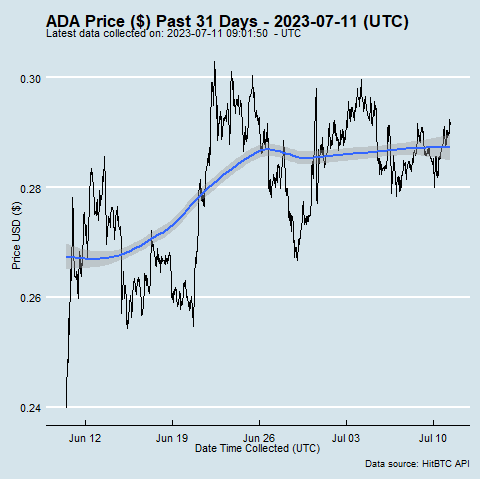 ADA Price ($) Past 31 Days - 2023-07-11 (UTC)
Latest data collected on: 2023-07-11 09:01:50 - UTC
Price USD ($)
0.30
0.28
0.26
0.24
Jun 12
Jun 19
Jun 26
Jul 03
Jul 10
Date Time Collected (UTC)
Data source: HitBTC API